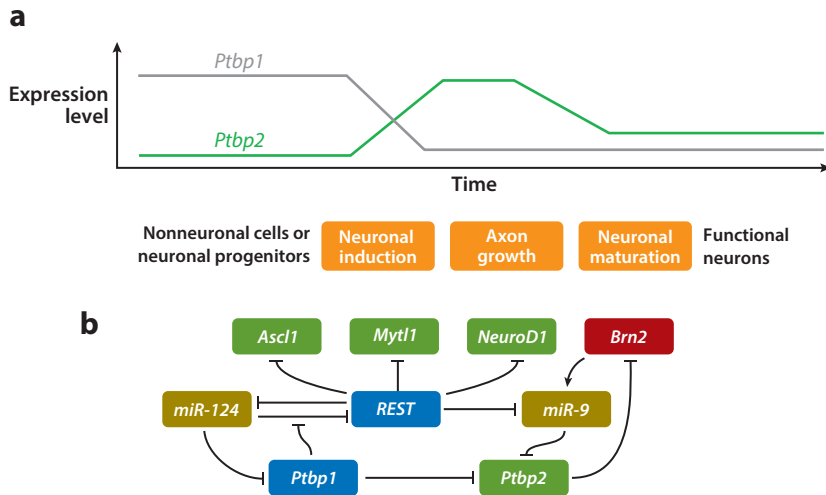 a
Ptbp1
Expression
level
Ptbp2
Time
Nonneuronal cells or
neuronal progenitors
Neuronal
induction
Axon
growth
Neuronal
maturation
Functional
neurons
b
Ascl1
Mytl1
NeuroD1
Brn2
miR-124
REST
miR-9
Ptbp1
Ptbp2